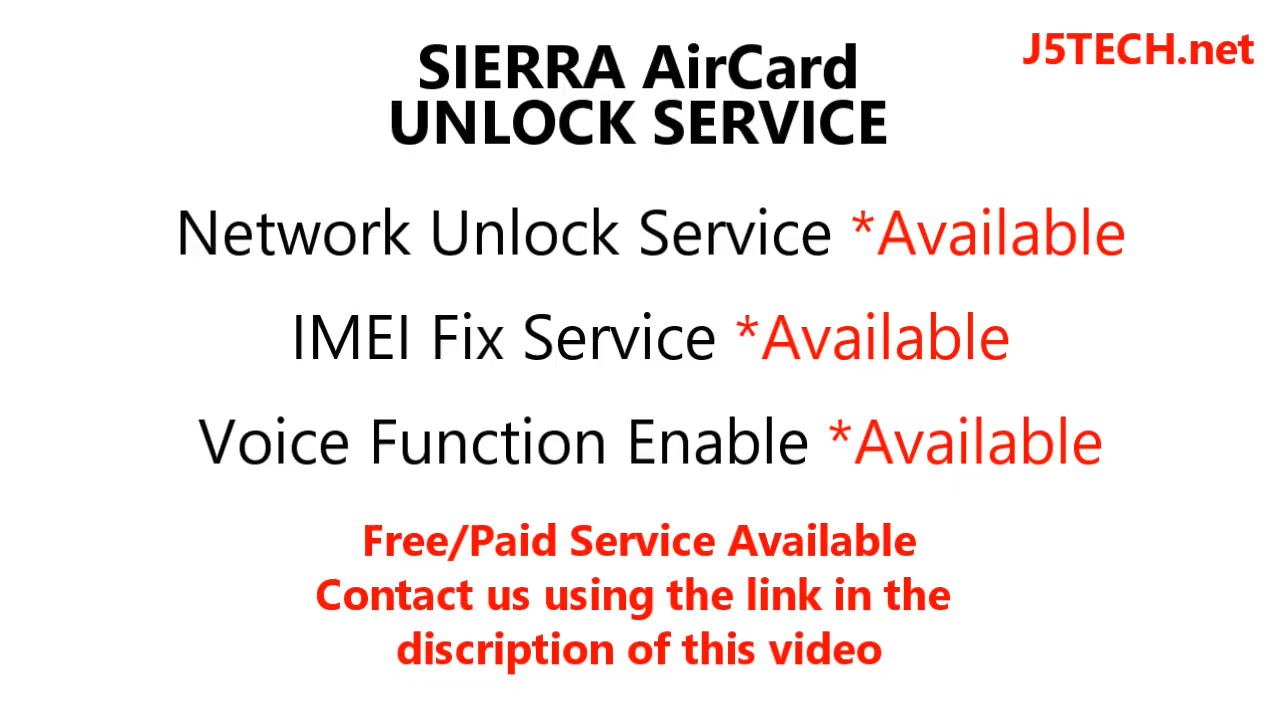 J5TECH.net
SIERRA AirCard
UNLOCK SERVICE
Network Unlock Service *Available
IMEI Fix Service *Available
Voice Function Enable *Available
Free/Paid Service Available
Contact us using the link in the
discription of this video